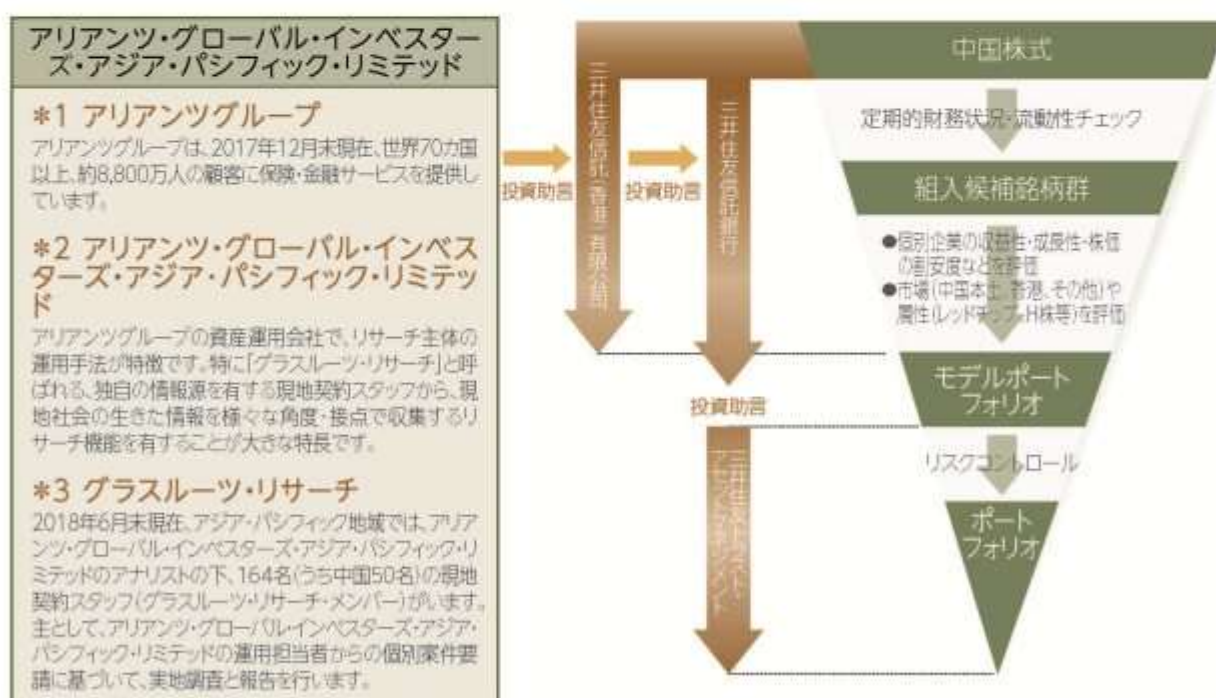 アリアンツ・グローバル・インベスター
ズ・アジア・パシフィック・リミテッド
*1 アリアンツグループ
アリアンツグループは、2017年12月末現在、世界70カ国
以上、約8,800万人の顧客に保険・金融サービスを提供し
ています。
*2 アリアンツ・グローバル・インベス
ターズ・アジア・パシフィック・リミテッ
ド
アリアンツグループの資産運用会社で、リサーチ主体の
運用手法が特徴です。特に「グラスルーツ・リサーチ」と呼
ばれる、独自の情報源を有する現地契約スタッフから、現
地社会の生きた情報を様々な角度・接点で収集するリ
サーチ機能を有することが大きな特長です。
*3 グラスルーツ・リサーチ
2018年6月末現在、アジア・パシフィック地域では、アリア
ンツ・グローバル・インベスターズ・アジア・パシフィック・リ
ミテッドのアナリストの下、164名(うち中国50名)の現地
契約スタッフ(グラスルーツ・リサーチ・メンバー)がいます。
主として、アリアンツ・グローバル・インベスターズ・アジア・
パシフィック・リミテッドの運用担当者からの個別案件要
請に基づいて、実地調査と報告を行います。
投資助言
三井住友信託(香港)有限公司
投資助言
三井住友信託銀行
投資助言
三井住友トラスト・
アセットマネジメント
中国株式
定期的財務状況・流動性チェック
組入候補銘柄群
●個別企業の収益性・成長性・株価
の割安度などを評価
●市場(中国本土、香港、その他)や
属性(レッドチップ、H株等)を評価
モデルポート
フォリオ
リスクコントロール
ポート
フォリオ